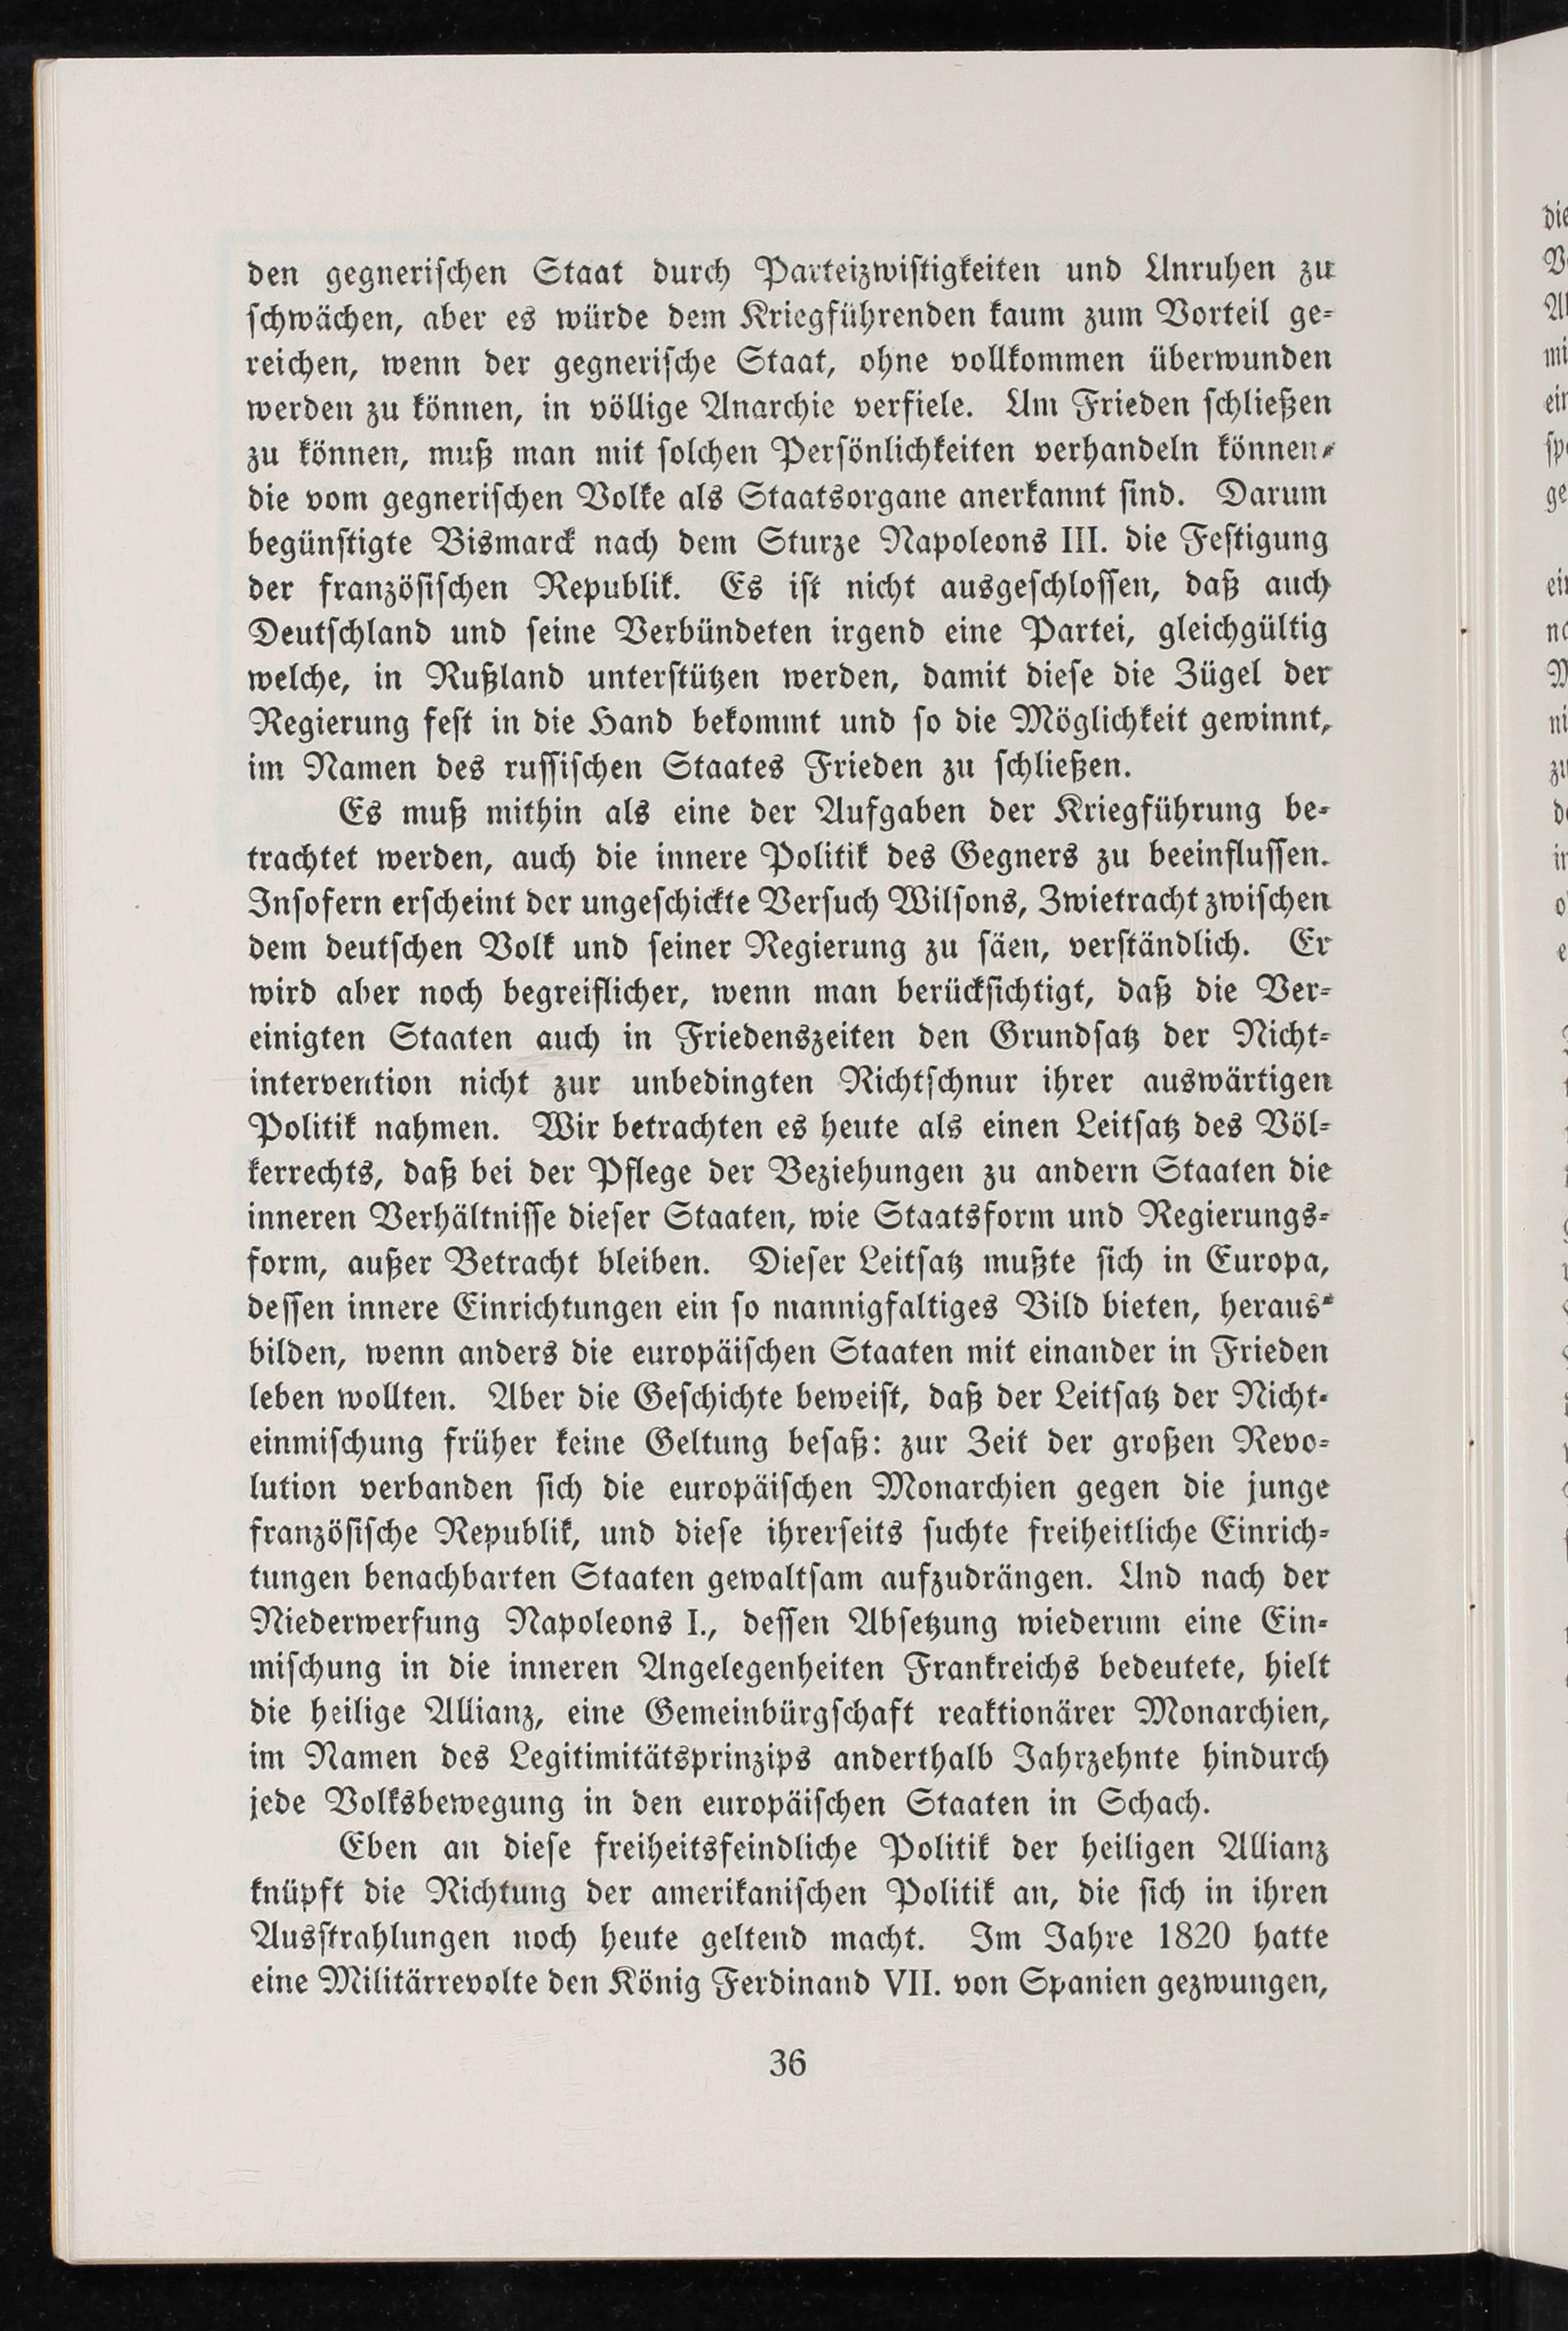 den gegnerischen Staat durch Parteizwistigkeiten und Unruhen zu
schwächen, aber es würde dem Kriegführenden kaum zum Vorteil ge-
reichen, wenn der gegnerische Staat, ohne vollkommen überwunden
werden zu können, in völlige Anarchie verfiele. Um Frieden schließen
zu können, muß man mit solchen Persönlichkeiten verhandeln können,
die vom gegnerischen Volke als Staatsorgane anerkannt sind. Darum
begünstigte Bismarck nach dem Sturze Napoleons III. die Festigung
der französischen Republik. Es ist nicht ausgeschlossen, daß auch
Deutschland und seine Verbündeten irgend eine Partei, gleichgültig
welche, in Rußland unterstützen werden, damit diese die Zügel der
Regierung fest in die Hand bekommt und so die Möglichkeit gewinnt,
im Namen des russischen Staates Frieden zu schließen.
Es muß mithin als eine der Aufgaben der Kriegführung be-
trachtet werden, auch die innere Politik des Gegners zu beeinflussen.
Insofern erscheint der ungeschickte Versuch Wilsons, Zwietracht zwischen
dem deutschen Volk und seiner Regierung zu säen, verständlich. Er
wird aber noch begreiflicher, wenn man berücksichtigt, daß die Ver-
einigten Staaten auch in Friedenszeiten den Grundsatz der Nicht-
intervention nicht zur unbedingten Richtschnur ihrer auswärtigen
Politik nahmen. Wir betrachten es heute als einen Leitsatz des Völ-
kerrechts, daß bei der Pflege der Beziehungen zu andern Staaten die
inneren Verhältnisse dieser Staaten, wie Staatsform und Regierungs-
form, außer Betracht bleiben. Dieser Leitsatz mußte sich in Europa,
dessen innere Einrichtungen ein so mannigfaltiges Bild bieten, heraus-
bilden, wenn anders die europäischen Staaten mit einander in Frieden
leben wollten. Aber die Geschichte beweist, daß der Leitsatz der Nicht-
einmischung früher keine Geltung besaß: zur Zeit der großen Revo-
lution verbanden sich die europäischen Monarchien gegen die junge
französische Republik, und diese ihrerseits suchte freiheitliche Einrich-
tungen benachbarten Staaten gewaltsam aufzudrängen. Und nach der
Niederwerfung Napoleons I., dessen Absetzung wiederum eine Ein-
mischung in die inneren Angelegenheiten Frankreichs bedeutete, hielt
die heilige Allianz, eine Gemeinbürgschaft reaktionärer Monarchien,
im Namen des Legitimitätsprinzips anderthalb Jahrzehnte hindurch
jede Volksbewegung in den europäischen Staaten in Schach.
Eben an diese freiheitsfeindliche Politik der heiligen Allianz
knüpft die Richtung der amerikanischen Politik an, die sich in ihren
Ausstrahlungen noch heute geltend macht. Im Jahre 1820 hatte
eine Militärrevolte den König Ferdinand VII. von Spanien gezwungen,
36